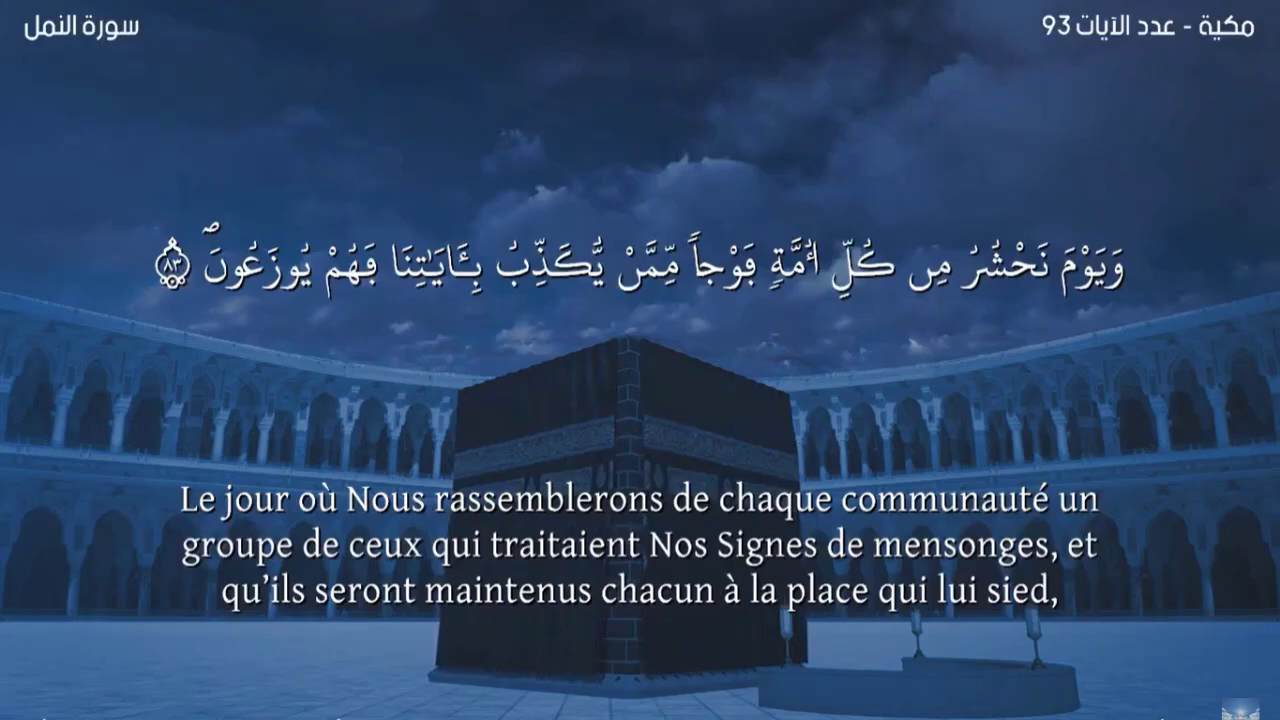 مكية - عدد الآيات 93
سورة النمل
وَيَوْمَ نَحْشُرُ مِن كُلِّ أُمَّةٖ فَوْجاٗ مِّمَّنْ يُّكَذِّبُ بِـَٔايَٰتِنَا فَهُمْ يُوزَعُونَۖ ٨٣
Le jour où Nous rassemblerons de chaque communauté un
groupe de ceux qui traitaient Nos Signes de mensonges, et
qu’ils seront maintenus chacun à la place qui lui sied,